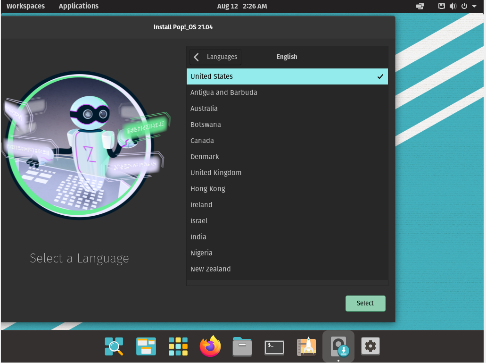 Workspaces Applications Aug 12 2:26 AM
Install Pop!_OS 21.04
Languages English
United States
Antigua and Barbuda
Australia
Botswana
Canada
Denmark
United Kingdom
Hong Kong
Ireland
Israel
India
Nigeria
New Zealand
Select a Language
Select